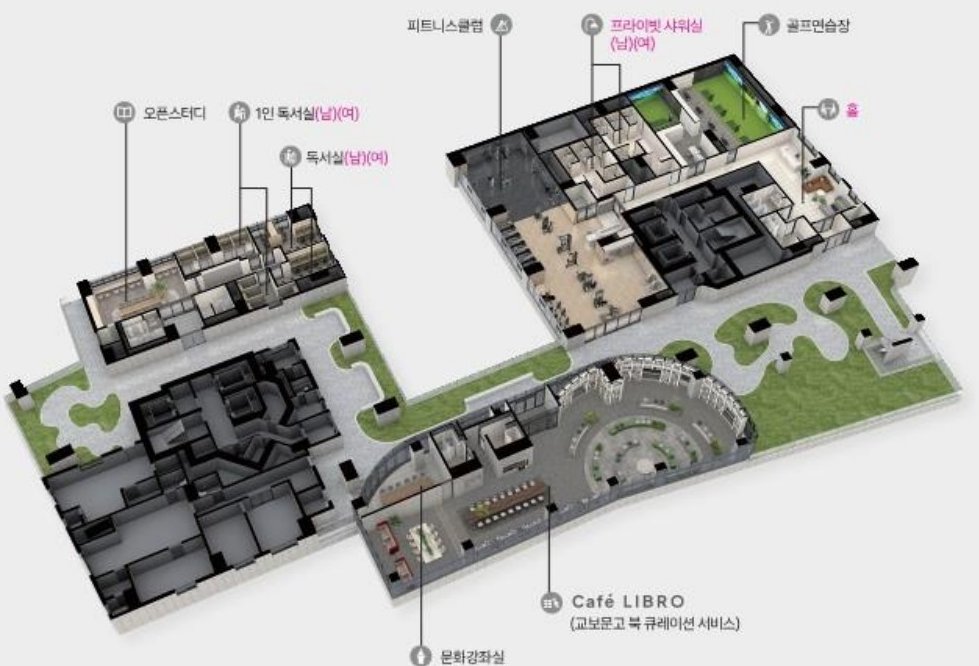 피트니스클럽
프라이빗 샤워실
(남)(여)
골프연습장
오픈스터디
1인 독서실(남)(여)
홀
독서실(남)(여)
Café LIBRO
(교보문고 북 큐레이션 서비스)
문화강좌실